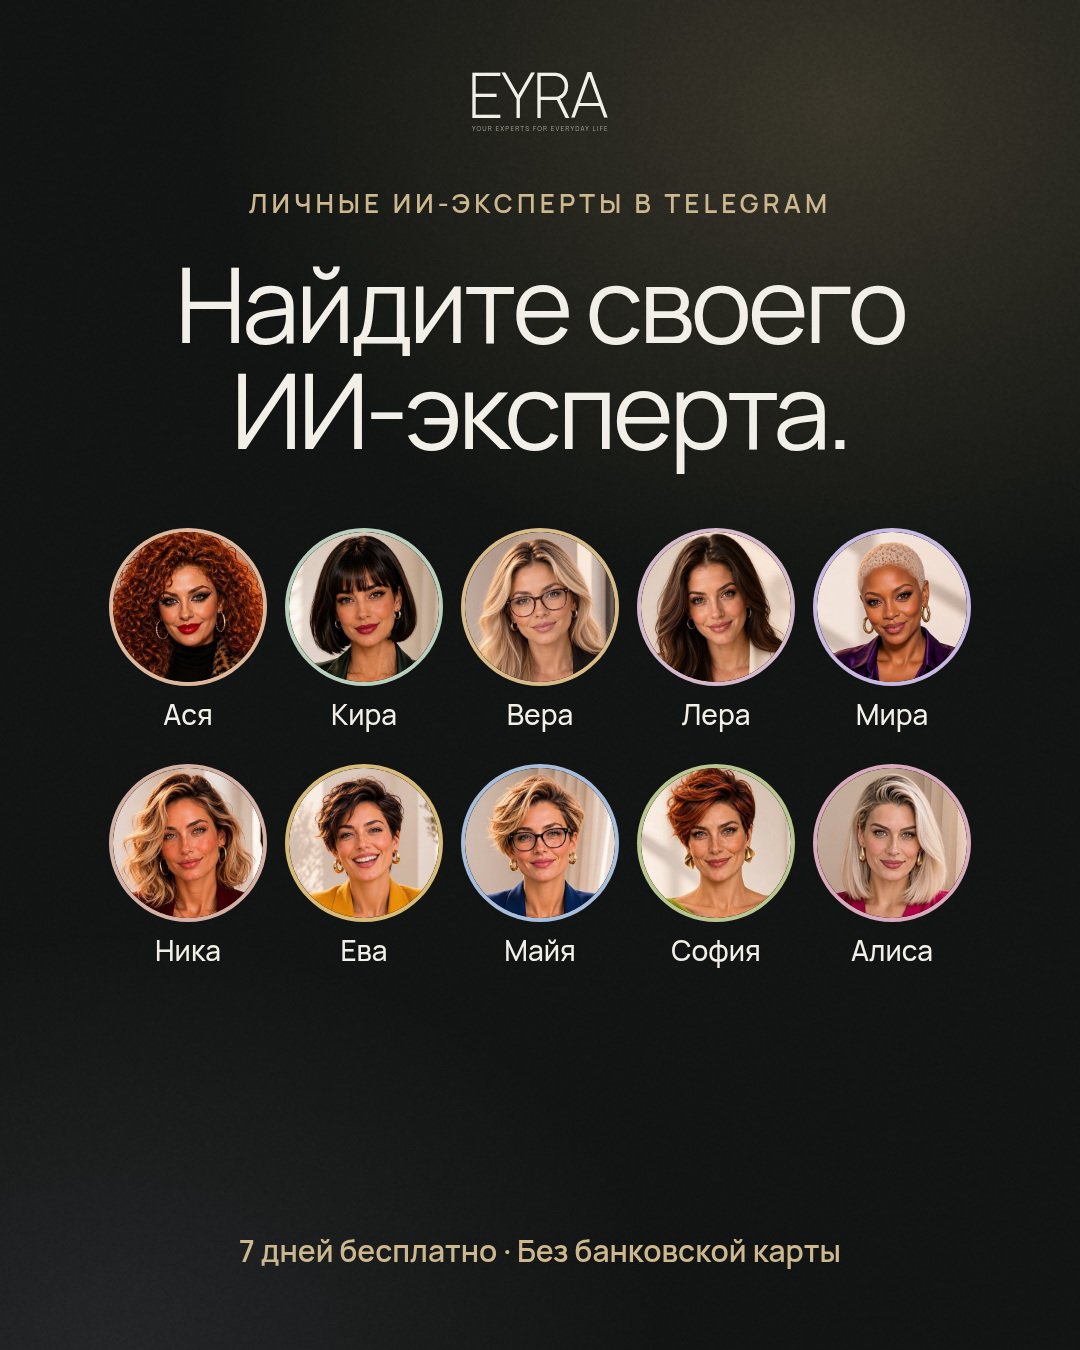 EYRA
YOUR EXPERTS FOR EVERYDAY LIFE
ЛИЧНЫЕ ИИ-ЭКСПЕРТЫ В TELEGRAM
Найдите своего
ИИ-эксперта.
Ася Кира Вера Лера Мира
Ника Ева Майя София Алиса
7 дней бесплатно · Без банковской карты